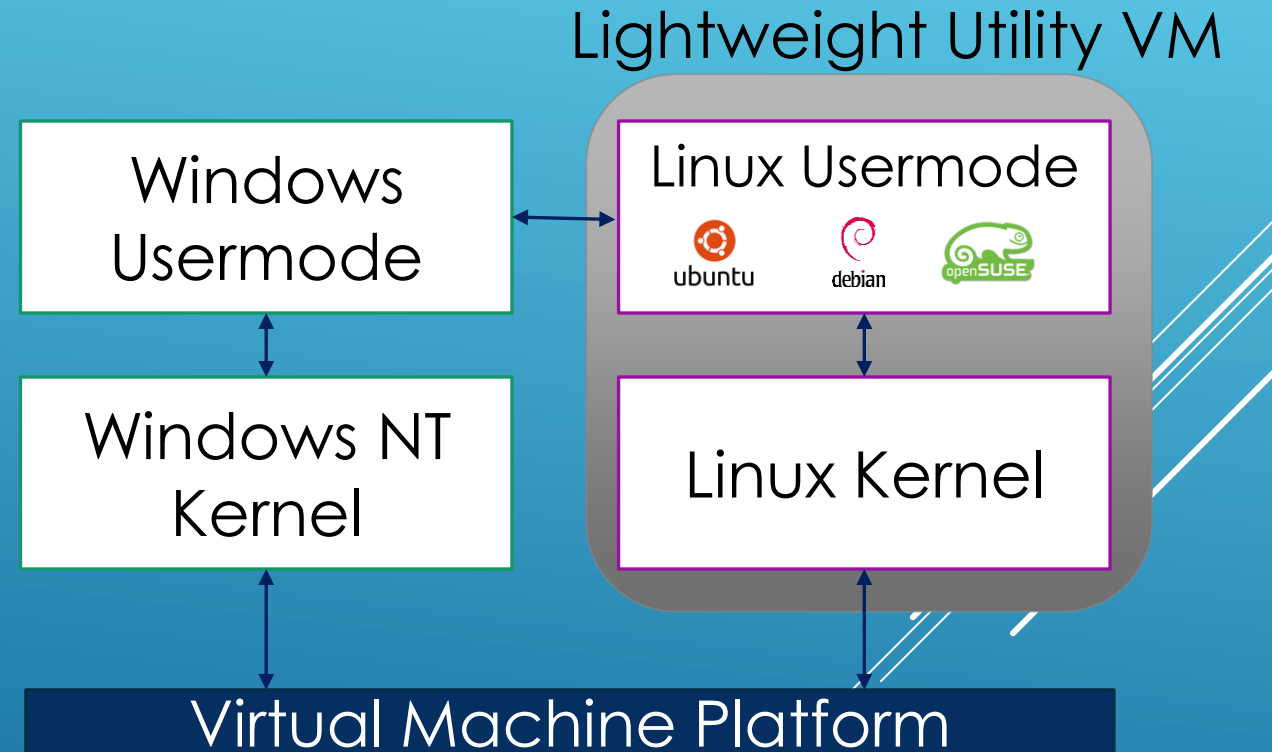 Lightweight Utility VM
Windows
Usermode
Linux Usermode
ubuntu
debian
openSUSE
Windows NT
Kernel
Linux Kernel
Virtual Machine Platform